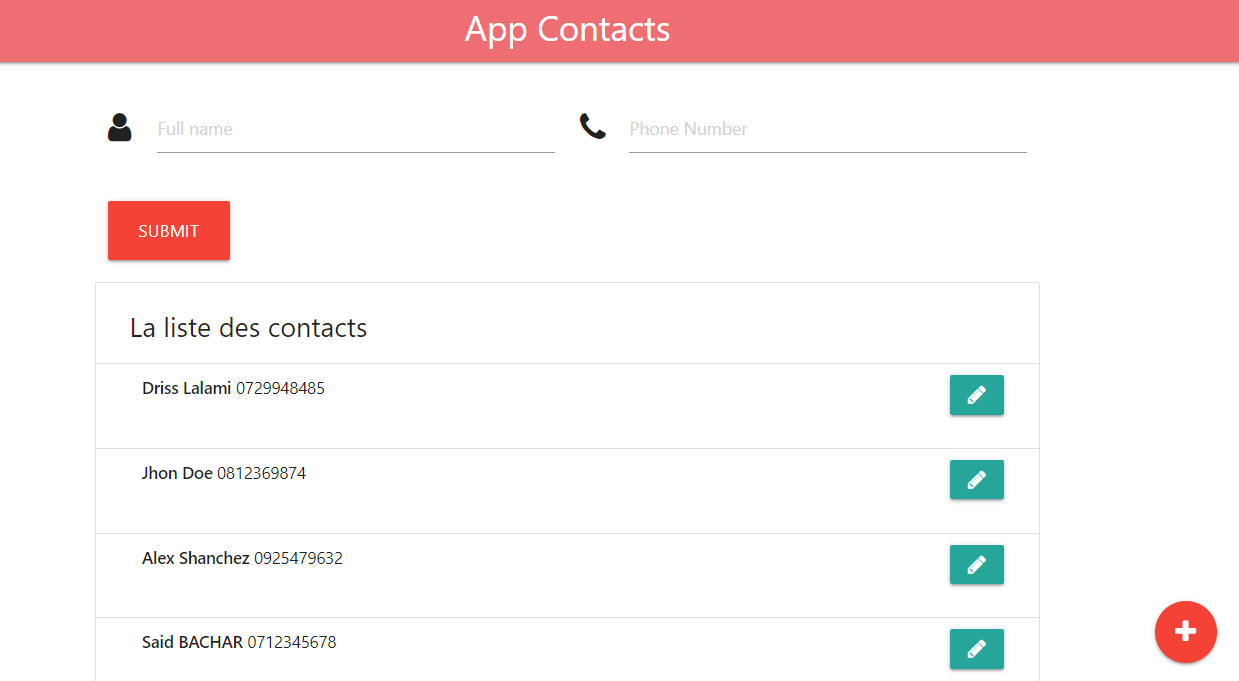 App Contacts
Full name
Phone Number
SUBMIT
La liste des contacts
Driss Lalami 0729948485
Jhon Doe 0812369874
Alex Shanchez 0925479632
Said BACHAR 0712345678